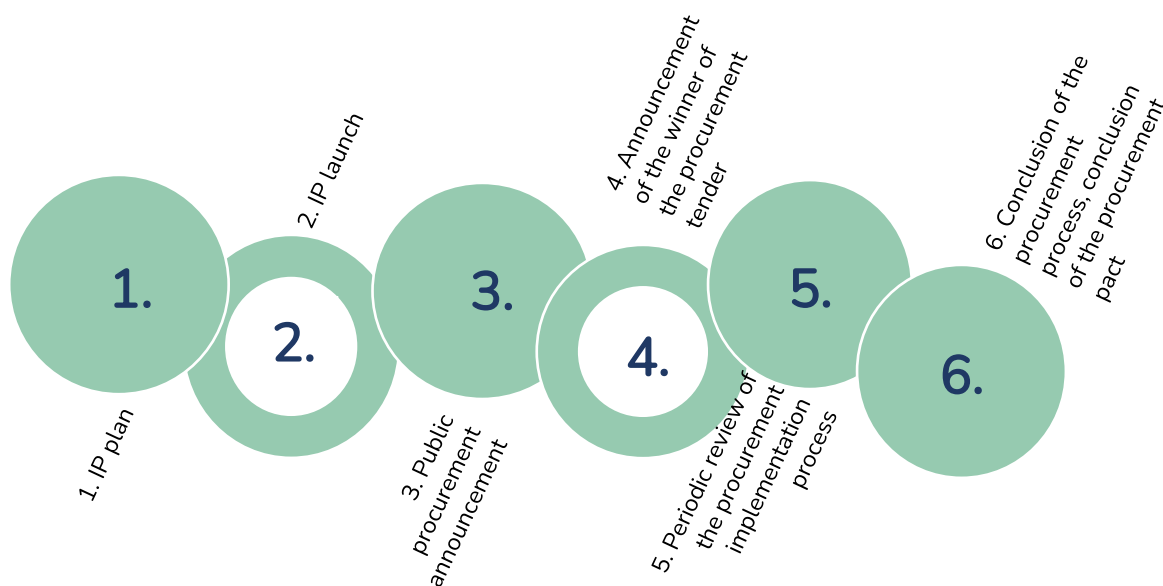 1.
2.
3.
4.
5.
6.
1. IP plan
2. IP launch
3. Public
procurement
announcement
4. Announcement
of the winner of
the procurement
tender
5. Periodic review of
the procurement
implementation
process
6. Conclusion of the
procurement
process, conclusion
of the procurement
pact